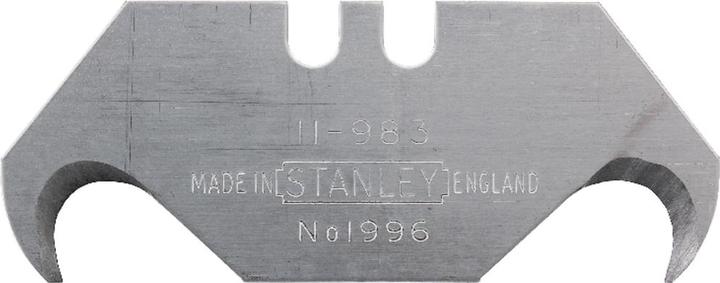 11-983
MADE IN STANLEY ENGLAND
No1996